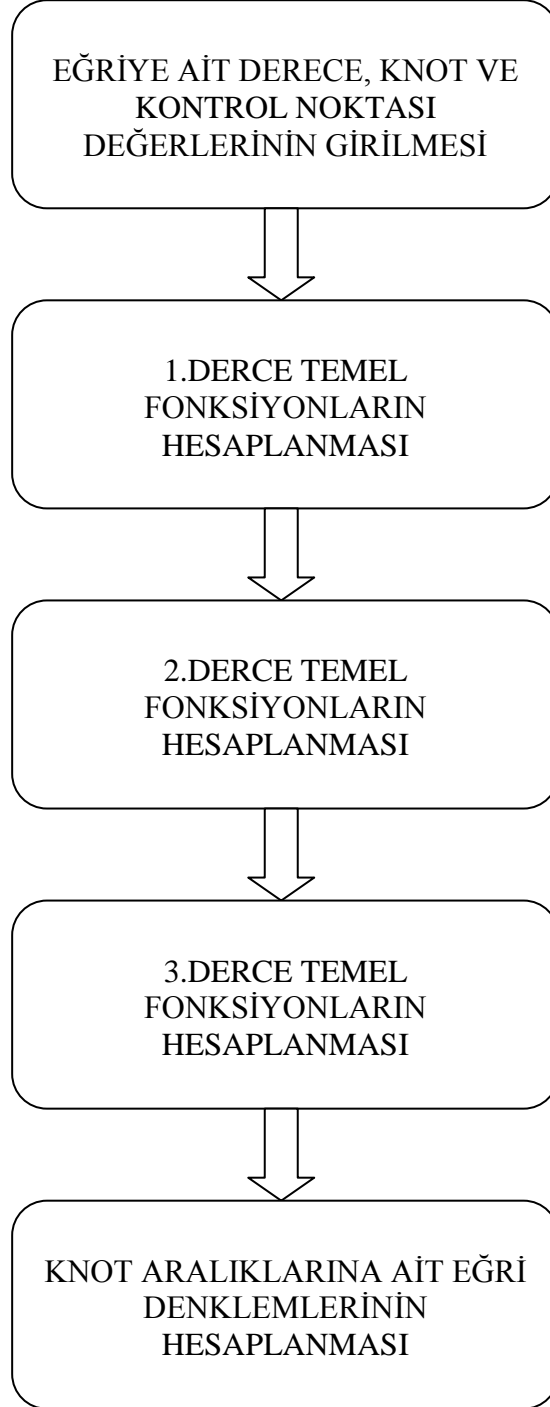 EĞRİYE AİT DERECE, KNOT VE
KONTROL NOKTASI
DEĞERLERİNİN GİRİLMESİ
1.DERCE TEMEL
FONKSİYONLARIN
HESAPLANMASI
2.DERCE TEMEL
FONKSİYONLARIN
HESAPLANMASI
3.DERCE TEMEL
FONKSİYONLARIN
HESAPLANMASI
KNOT ARALIKLARINA AİT EĞRİ
DENKLEMLERİNİN
HESAPLANMASI